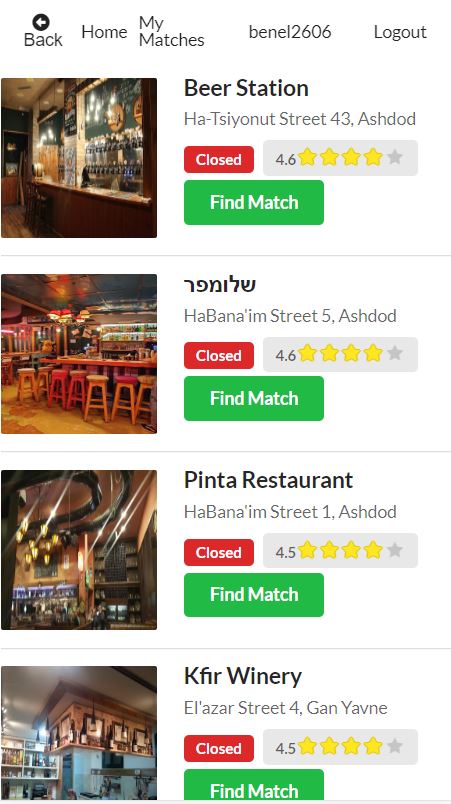 Back
Home
My
Matches
benel2606
Logout
Beer Station
Ha-Tsiyonut Street 43, Ashdod
Closed 4.6
Find Match
שלומפר
HaBana'im Street 5, Ashdod
Closed 4.6
Find Match
Pinta Restaurant
HaBana'im Street 1, Ashdod
Closed 4.5
Find Match
Kfir Winery
El'azar Street 4, Gan Yavne
Closed 4.5
Find Match